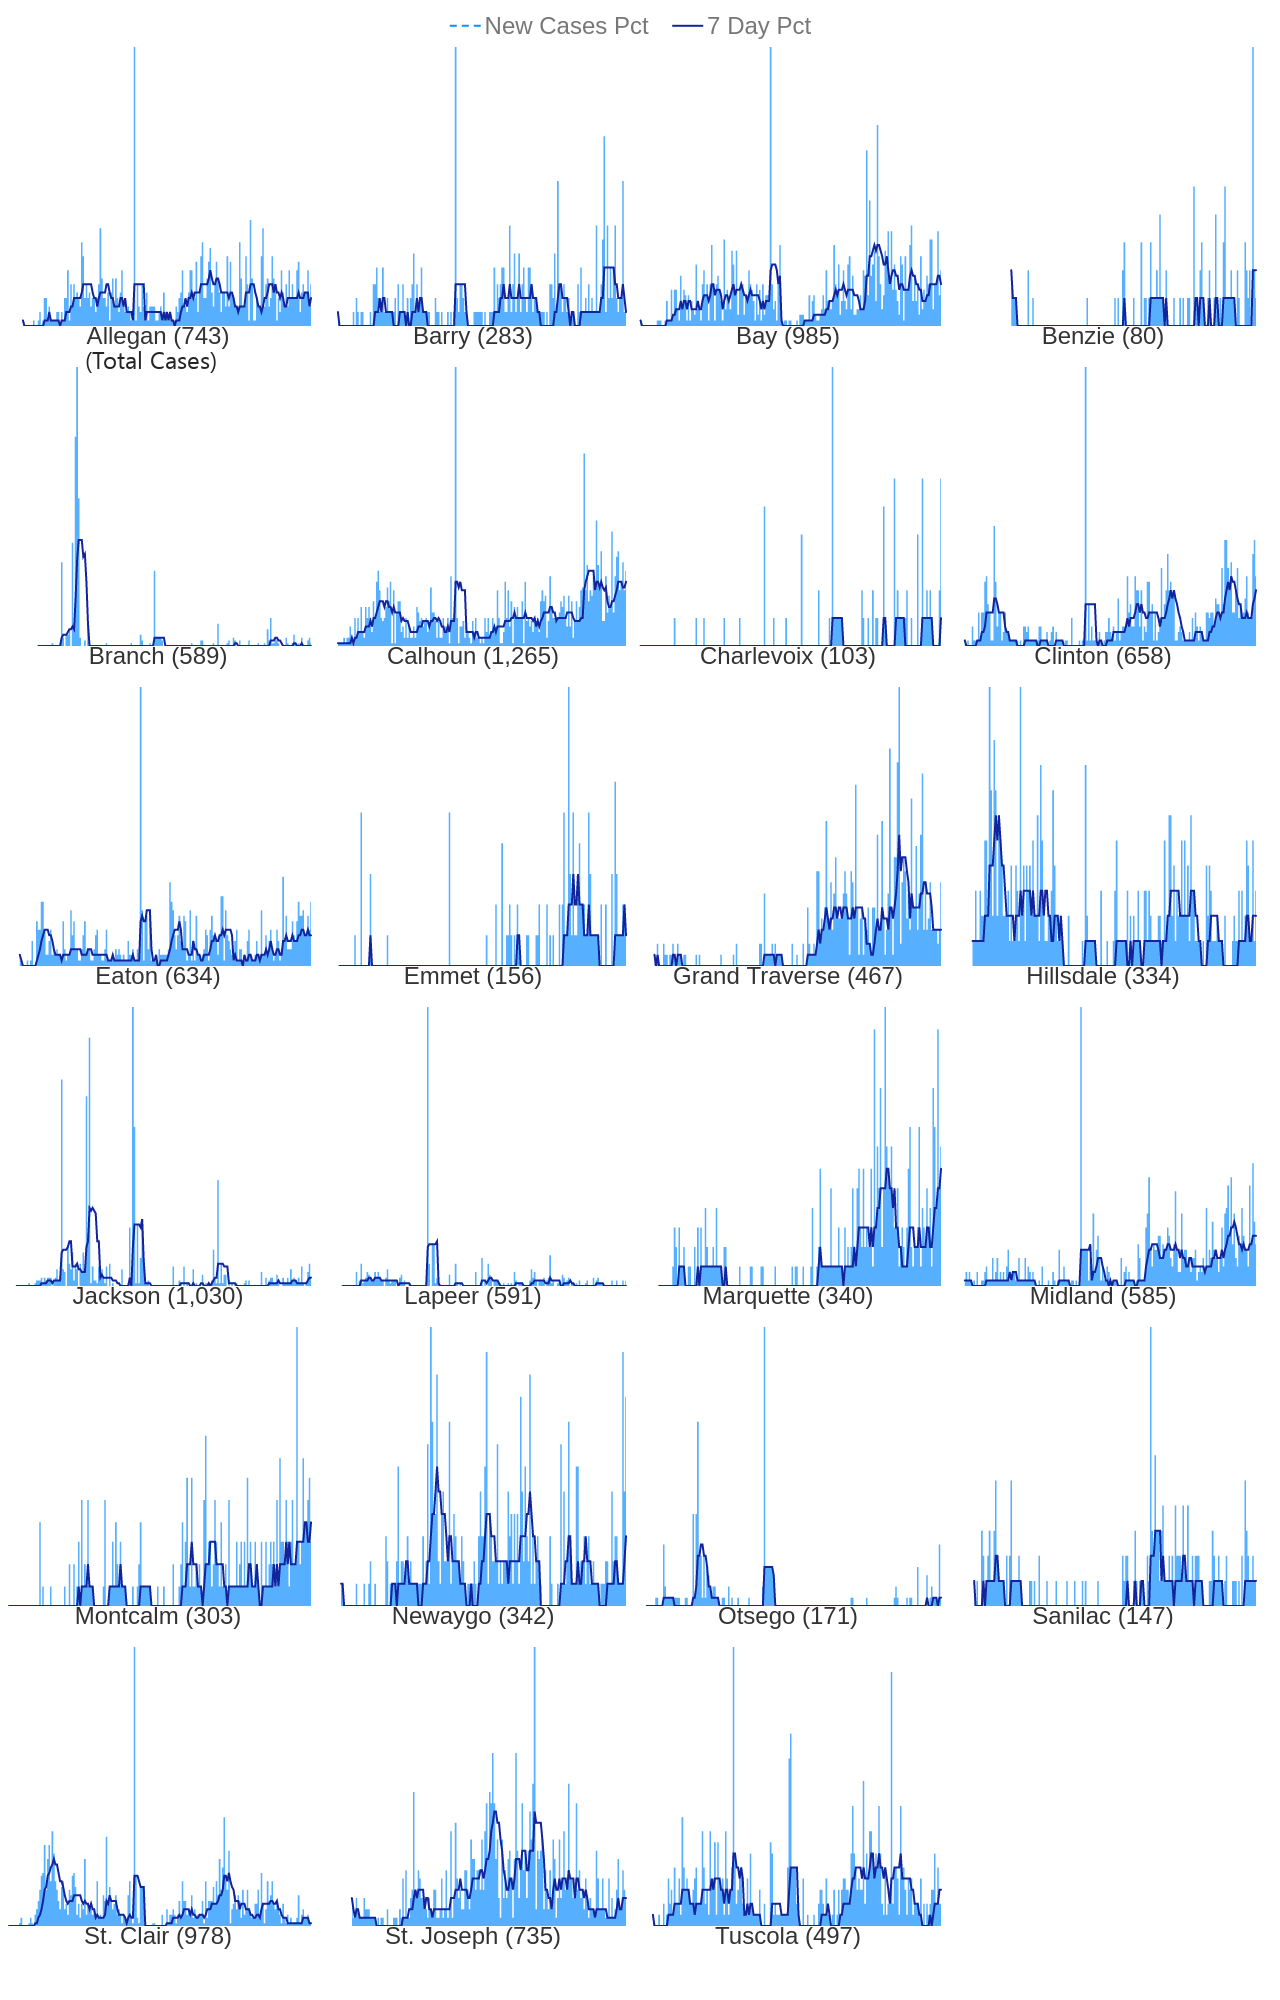 New Cases Pct 7 Day Pct
Allegan (743) Barry (283) Bay (985) Benzie (80)
(Total Cases)
Branch (589) Calhoun (1,265) Charlevoix (103) Clinton (658)
Eaton (634) Emmet (156) Grand Traverse (467) Hillsdale (334)
Jackson (1,030) Lapeer (591) Marquette (340) Midland (585)
Montcalm (303) Newaygo (342) Otsego (171) Sanilac (147)
St. Clair (978) St. Joseph (735) Tuscola (497)